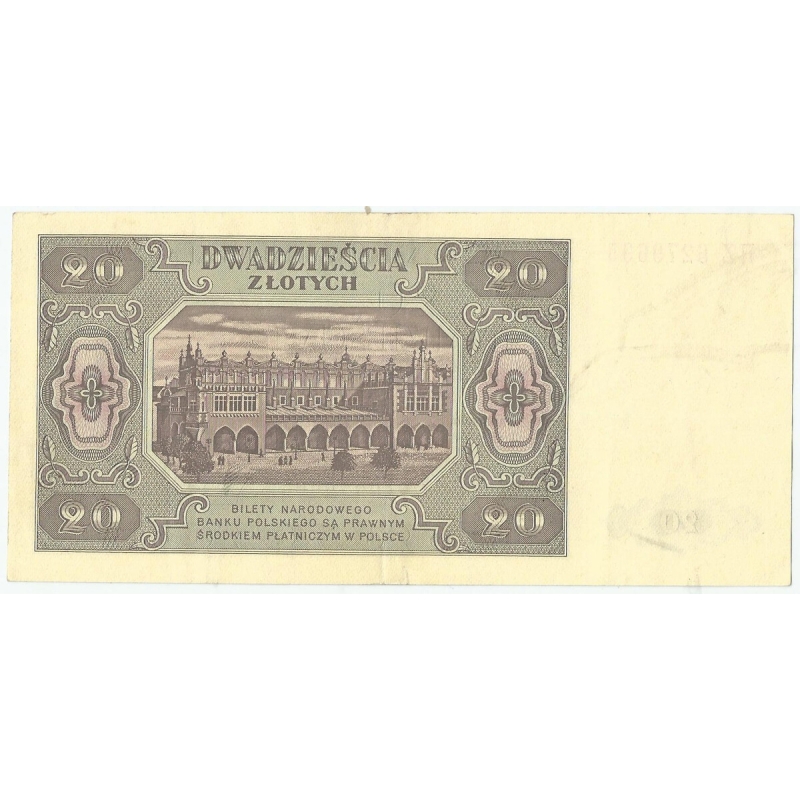 20 DWADZIEŚCIA 20
ZŁOTYCH
20 BILETY NARODOWEGO 20
BANKU POLSKIEGO SĄ PRAWNYM
ŚRODKIEM PŁATNICZYM W POLSCE